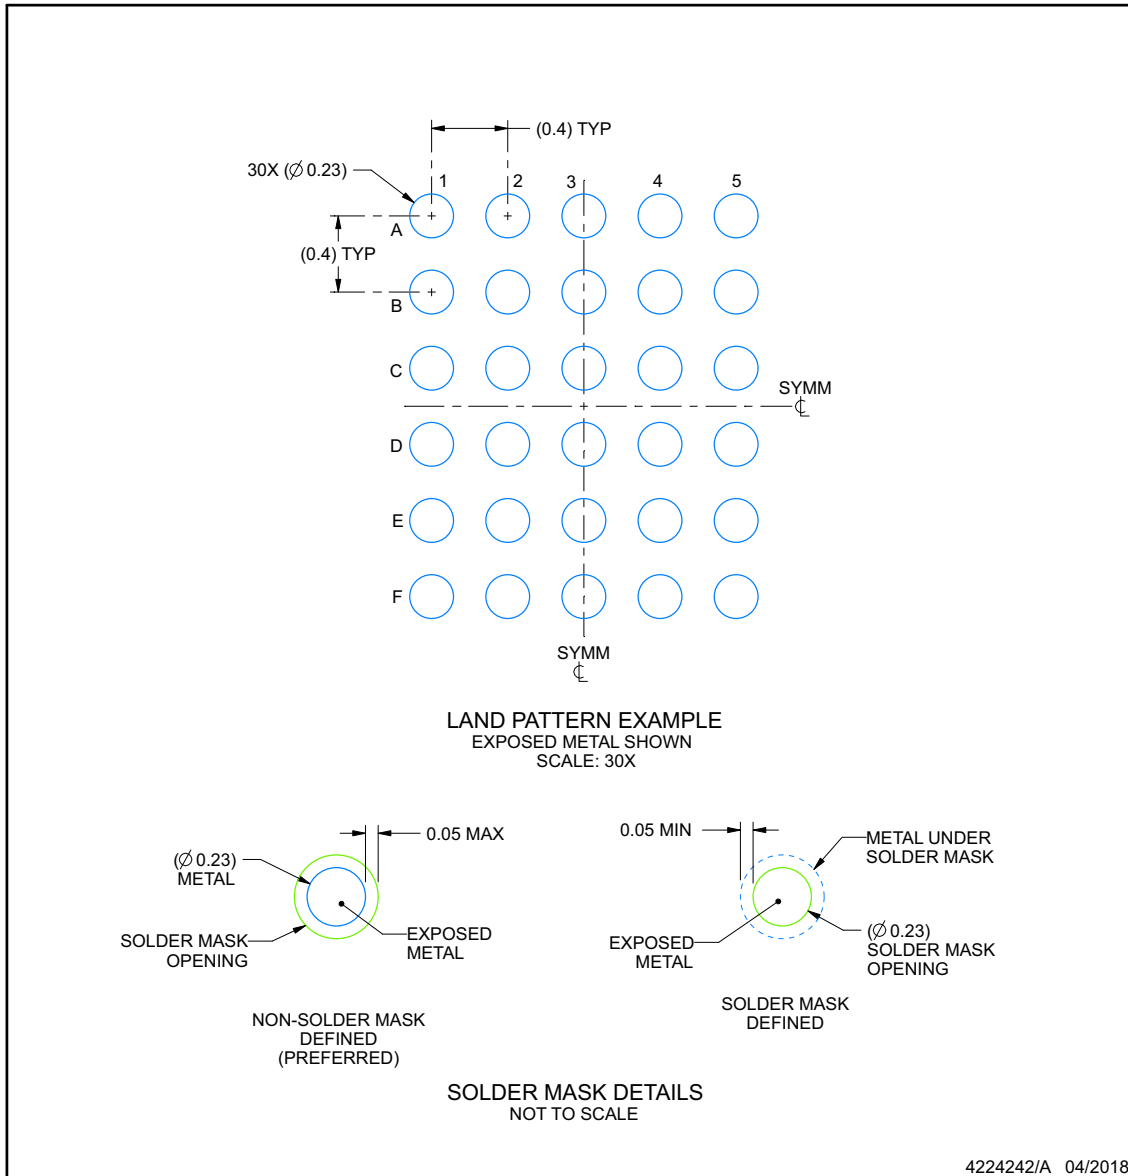 (0.4) TYP
30X (∅ 0.23)
1
2
3
4
5
A
(0.4) TYP
B
C
SYMM
℄
D
E
F
SYMM
℄
LAND PATTERN EXAMPLE
EXPOSED METAL SHOWN
SCALE: 30X
0.05 MAX
(∅ 0.23)
METAL
SOLDER MASK
OPENING
EXPOSED
METAL
NON-SOLDER MASK
DEFINED
(PREFERRED)
0.05 MIN
METAL UNDER
SOLDER MASK
EXPOSED
METAL
(∅ 0.23)
SOLDER MASK
OPENING
SOLDER MASK
DEFINED
SOLDER MASK DETAILS
NOT TO SCALE
4224242/A 04/2018